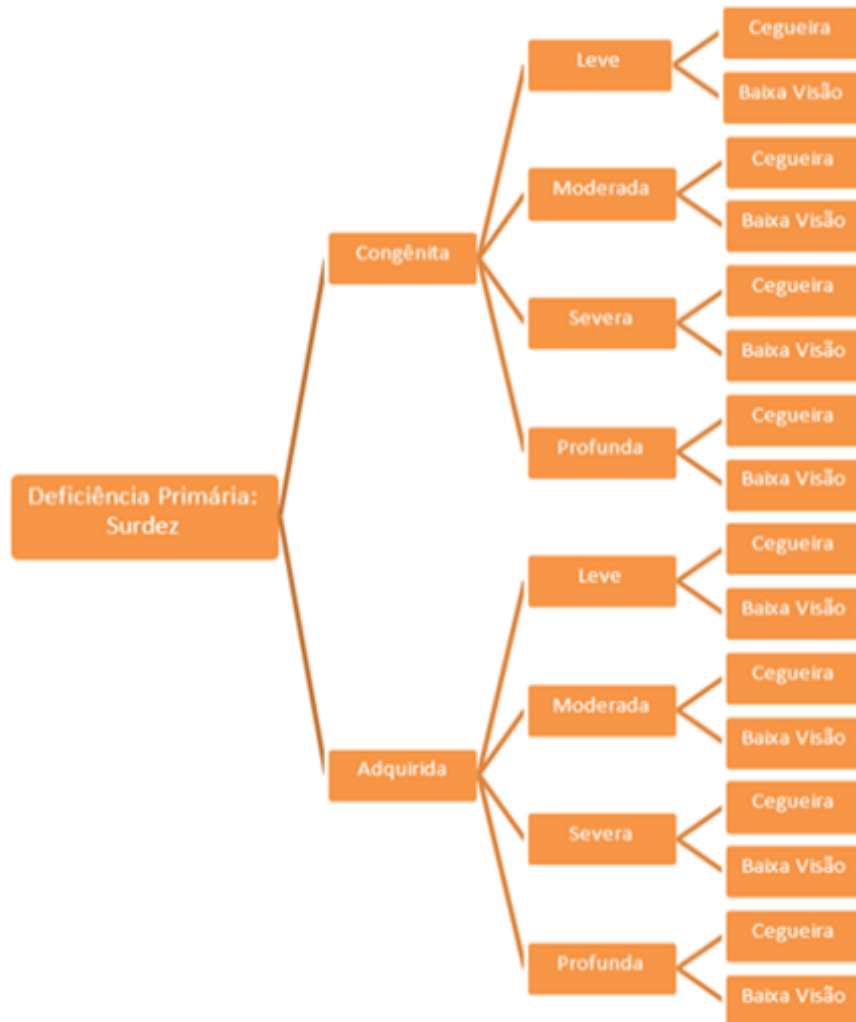 Deficiência Primária:
Surdez
Congênita
Leve
Cegueira
Baixa Visão
Moderada
Cegueira
Baixa Visão
Severa
Cegueira
Baixa Visão
Profunda
Cegueira
Baixa Visão
Adquirida
Leve
Cegueira
Baixa Visão
Moderada
Cegueira
Baixa Visão
Severa
Cegueira
Baixa Visão
Profunda
Cegueira
Baixa Visão